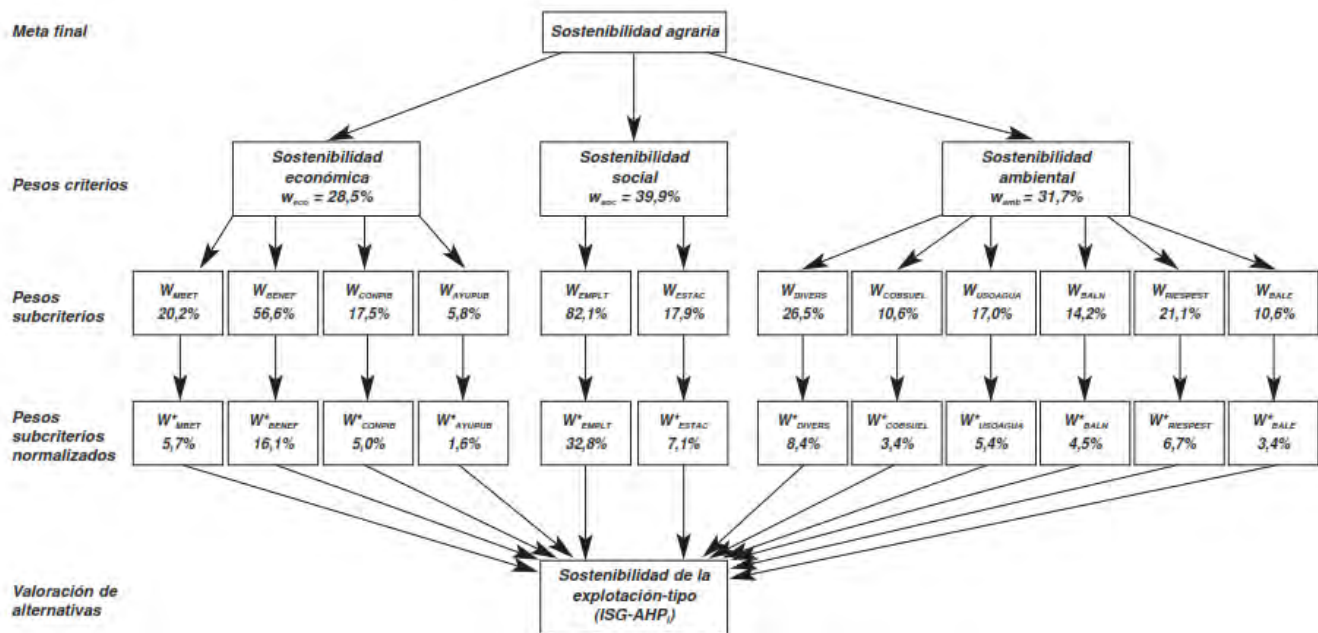 Meta final
Sostenibilidad agraria
Pesos criterios
Sostenibilidad
económica
w_eco = 28,5%
Sostenibilidad
social
w_soc = 39,9%
Sostenibilidad
ambiental
w_amb = 31,7%
Pesos
subcriterios
W_MBET
20,2%
W_BENEF
56,6%
W_CONPIB
17,5%
W_AYUPUB
5,8%
W_EMPLT
82,1%
W_ESTAC
17,9%
W_DIVERS
26,5%
W_COBSUEL
10,6%
W_USOAGUA
17,0%
W_BALN
14,2%
W_RIESPEST
21,1%
W_BALE
10,6%
Pesos
subcriterios
normalizados
W*_MBET
5,7%
W*_BENEF
16,1%
W*_CONPIB
5,0%
W*_AYUPUB
1,6%
W*_EMPLT
32,8%
W*_ESTAC
7,1%
W*_DIVERS
8,4%
W*_COBSUEL
3,4%
W*_USOAGUA
5,4%
W*_BALN
4,5%
W*_RIESPEST
6,7%
W*_BALE
3,4%
Valoración de
alternativas
Sostenibilidad de la
explotación-tipo
(ISG-AHP_i)